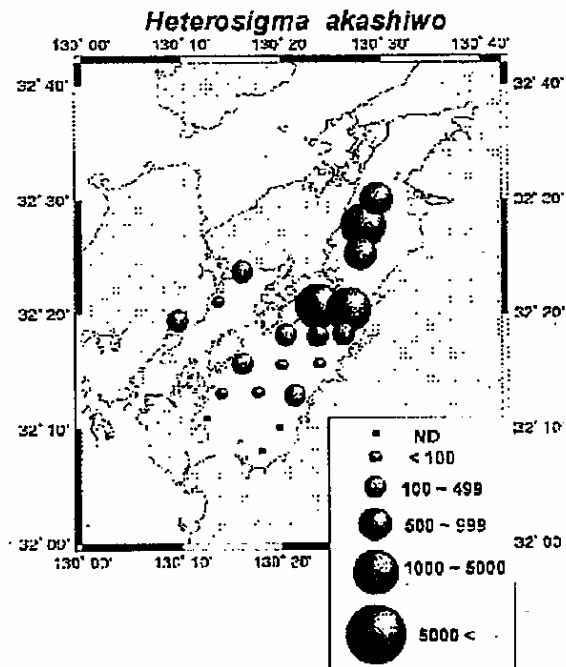 Heterosigma akashiwo
130° 00' 130° 10' 130° 20' 130° 30' 130° 40'
32° 40' 32° 40'
32° 30' 32° 30'
32° 20' 32° 20'
32° 10' 32° 10'
32° 00' 32° 00
130° 00' 130° 10' 130° 20'
ND
< 100
100 ~ 499
500 ~ 999
1000 ~ 5000
5000 <